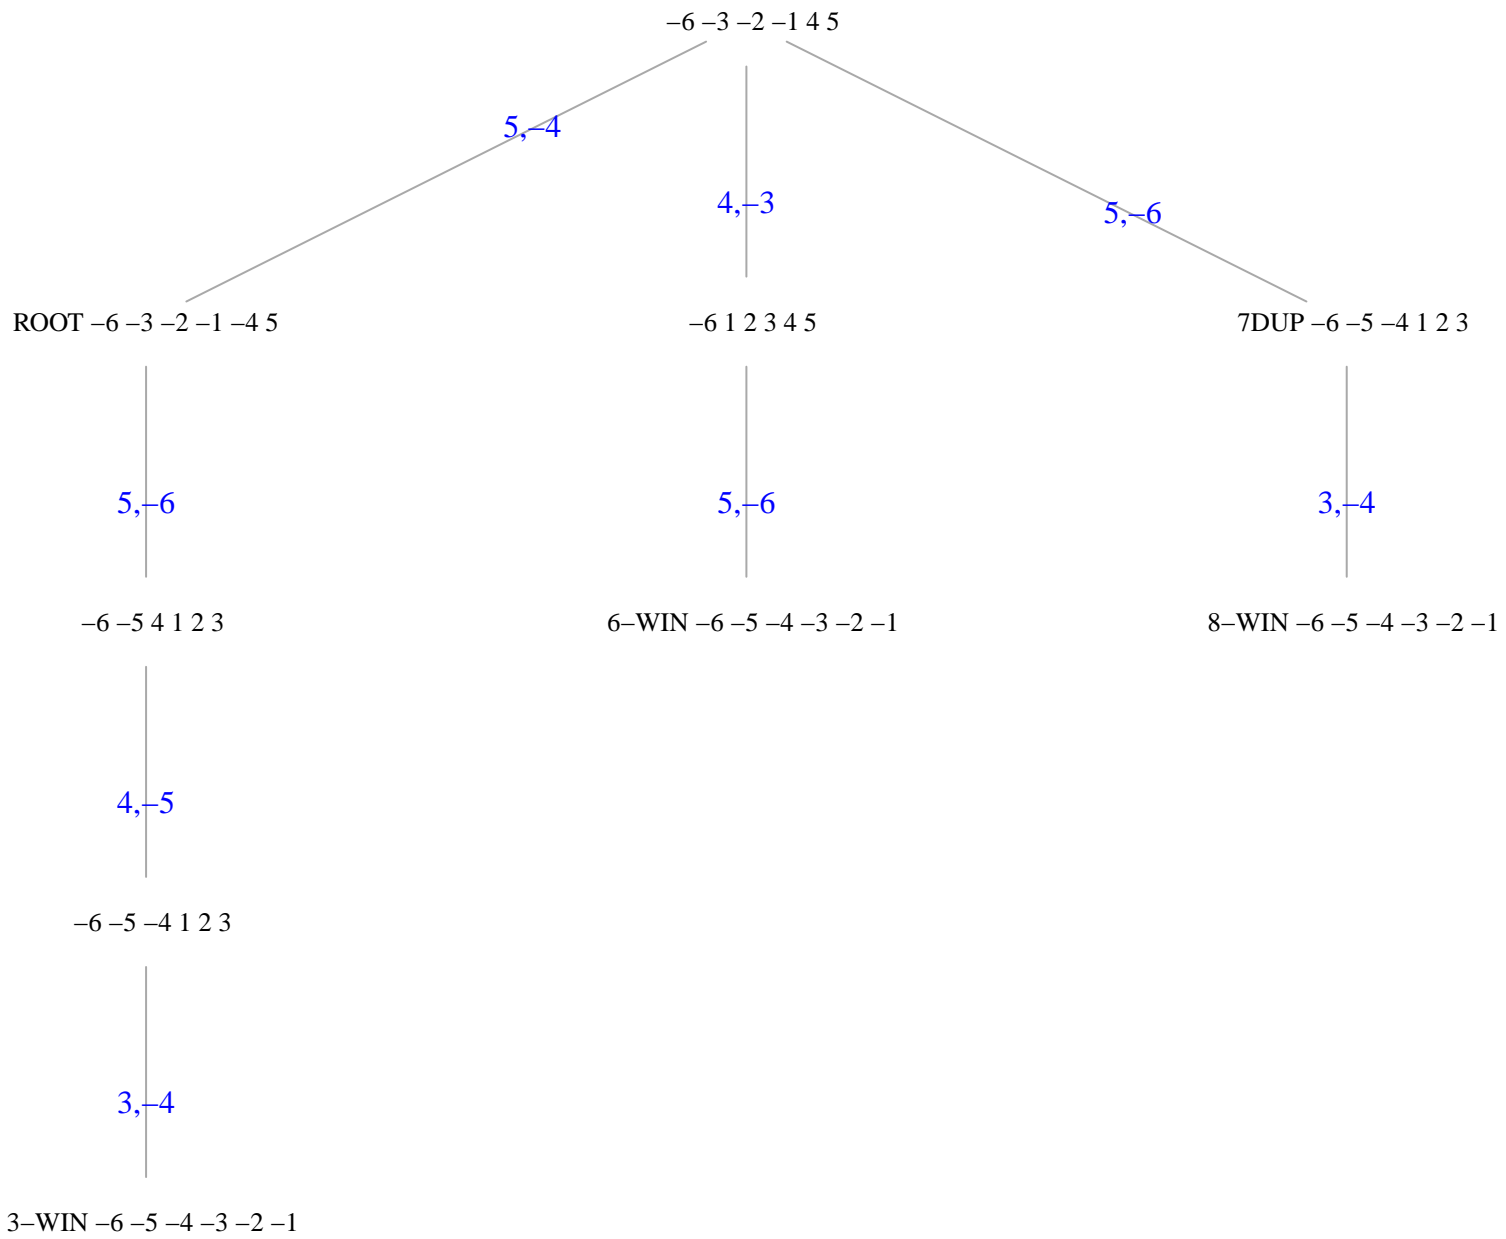 –6 –3 –2 –1 4 5
5,–4
4,–3
5,–6
ROOT –6 –3 –2 –1 –4 5
–6 1 2 3 4 5
7DUP –6 –5 –4 1 2 3
5,–6
5,–6
3,–4
–6 –5 4 1 2 3
6–WIN –6 –5 –4 –3 –2 –1
8–WIN –6 –5 –4 –3 –2 –1
4,–5
–6 –5 –4 1 2 3
3,–4
3–WIN –6 –5 –4 –3 –2 –1